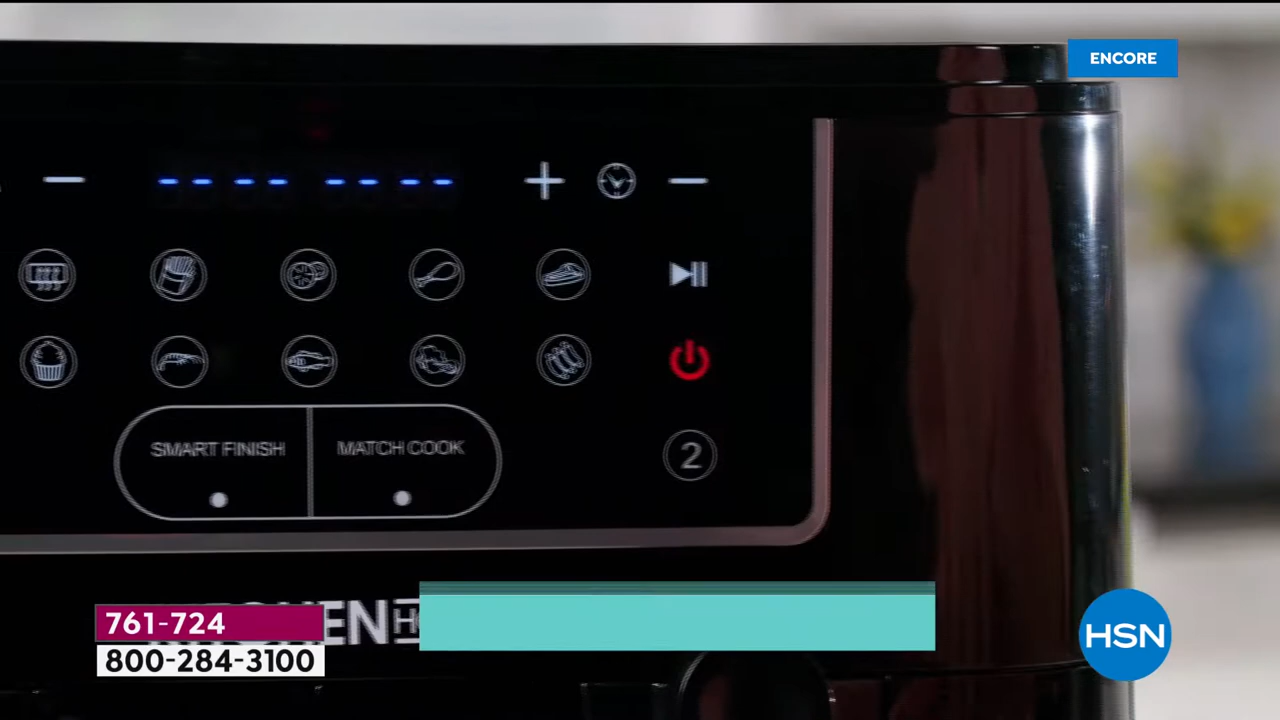 ENCORE
SMART FINISH
MATCH COOK
2
761-724
800-284-3100
HSN